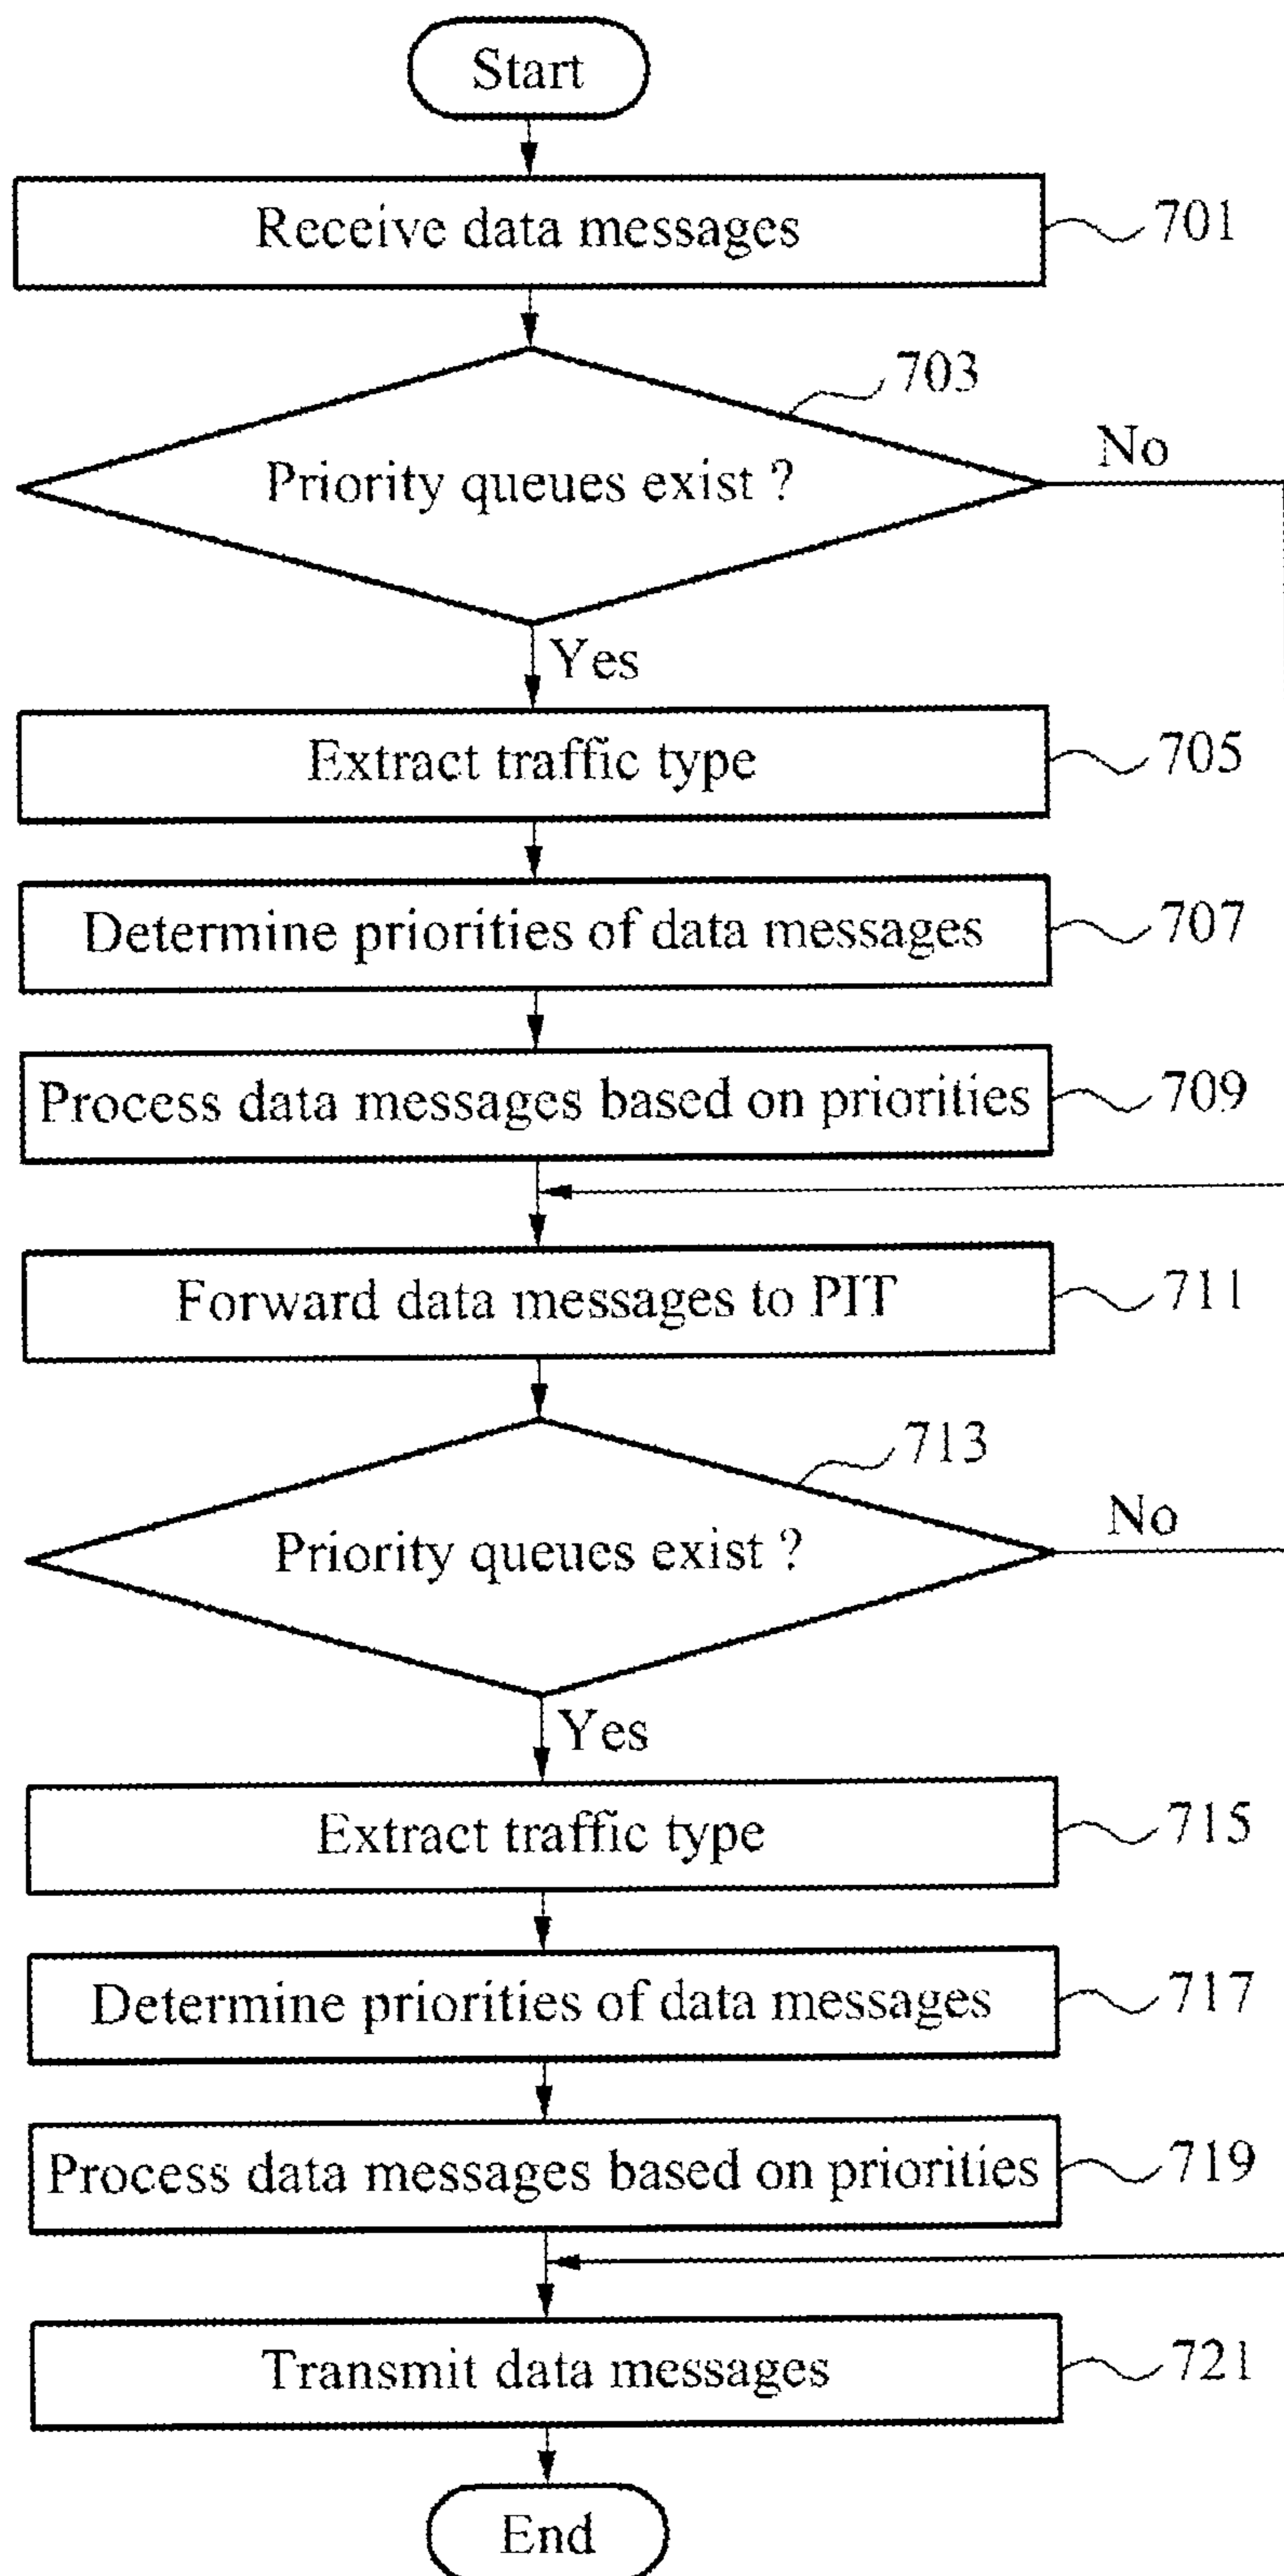 Start
Receive data messages
701
703
Priority queues exist ?
No
Yes
Extract traffic type
705
Determine priorities of data messages
707
Process data messages based on priorities
709
Forward data messages to PIT
711
713
Priority queues exist ?
No
Yes
Extract traffic type
715
Determine priorities of data messages
717
Process data messages based on priorities
719
Transmit data messages
721
End